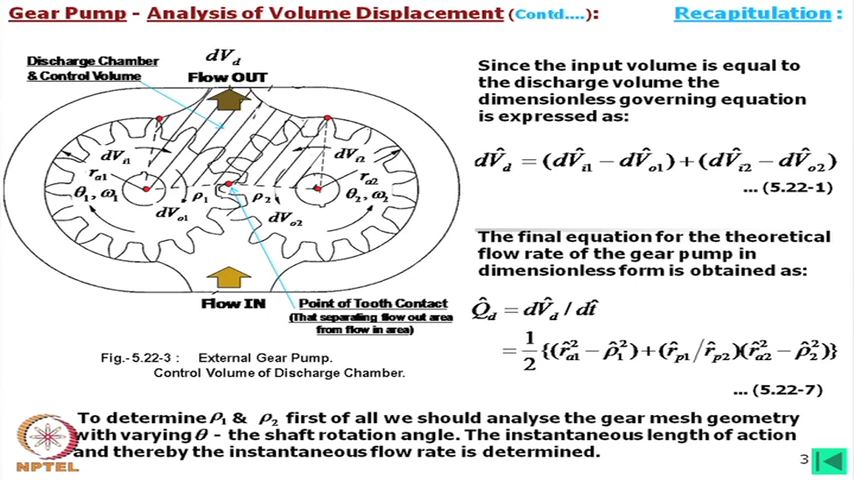 Gear Pump - Analysis of Volume Displacement (Contd....): Recapitulation :
Discharge Chamber
& Control Volume
dV_d
Flow OUT
dV_i1
dV_i2
r_a1
r_a2
θ_1, ω_1
ρ_1
ρ_2
θ_2, ω_2
dV_o1
dV_o2
Flow IN
Point of Tooth Contact
(That separating flow out area
from flow in area)
Fig.- 5.22-3 : External Gear Pump.
Control Volume of Discharge Chamber.
Since the input volume is equal to
the discharge volume the
dimensionless governing equation
is expressed as:
dV̂_d = (dV̂_i1 − dV̂_o1) + (dV̂_i2 − dV̂_o2)
... (5.22-1)
The final equation for the theoretical
flow rate of the gear pump in
dimensionless form is obtained as:
Q̂_d = dV̂_d / dt̂
= 1/2 {(r̂²_a1 − ρ̂²_1) + (r̂_p1/r̂_p2)(r̂²_a2 − ρ̂²_2)}
... (5.22-7)
To determine ρ_1 & ρ_2 first of all we should analyse the gear mesh geometry
with varying θ - the shaft rotation angle. The instantaneous length of action
and thereby the instantaneous flow rate is determined.
NPTEL
3